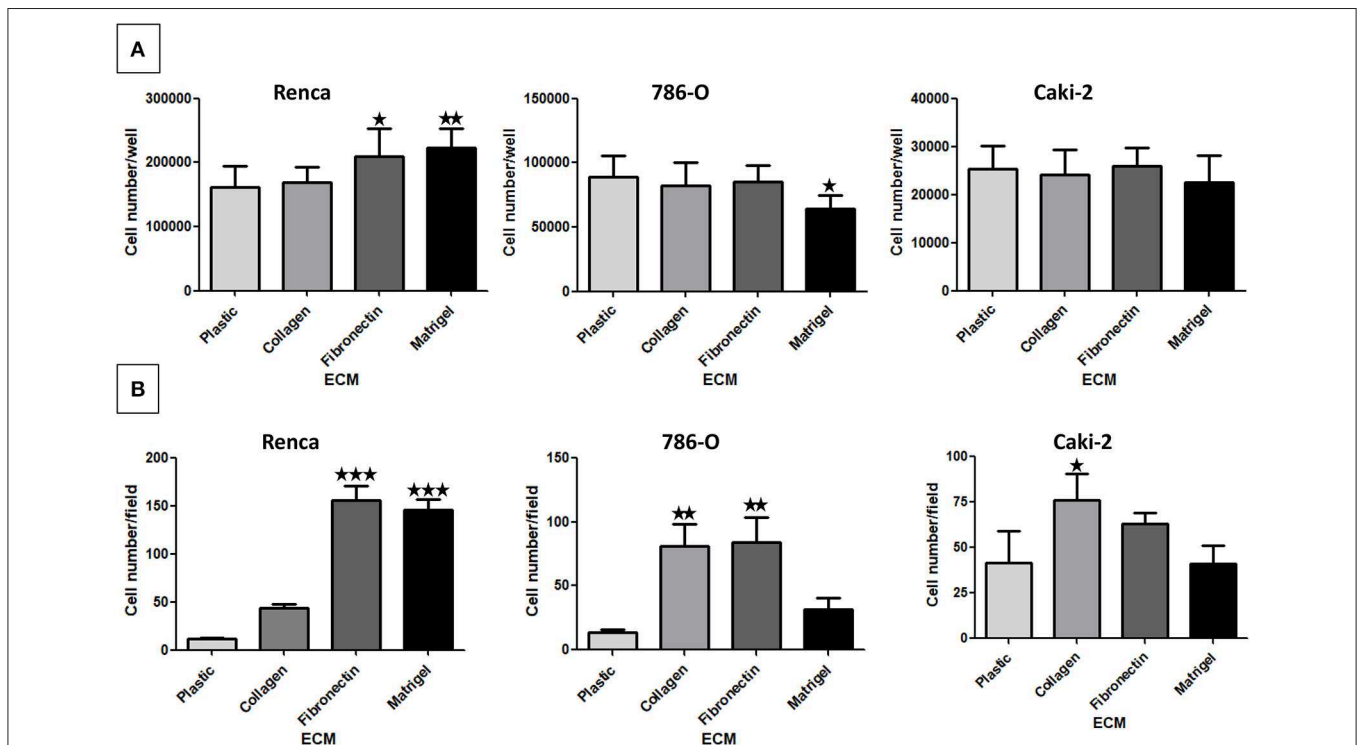 A
Renca
786-O
Caki-2
Cell number/well
300000
200000
100000
0
★
★★
Plastic
Collagen
Fibronectin
Matrigel
ECM
Cell number/well
150000
100000
50000
0
★
Plastic
Collagen
Fibronectin
Matrigel
ECM
Cell number/well
40000
30000
20000
10000
0
Plastic
Collagen
Fibronectin
Matrigel
ECM
B
Renca
786-O
Caki-2
Cell number/field
200
150
100
50
0
★★★
★★★
Plastic
Collagen
Fibronectin
Matrigel
ECM
Cell number/field
150
100
50
0
★★
★★
Plastic
Collagen
Fibronectin
Matrigel
ECM
Cell number/field
100
75
50
25
0
★
Plastic
Collagen
Fibronectin
Matrigel
ECM